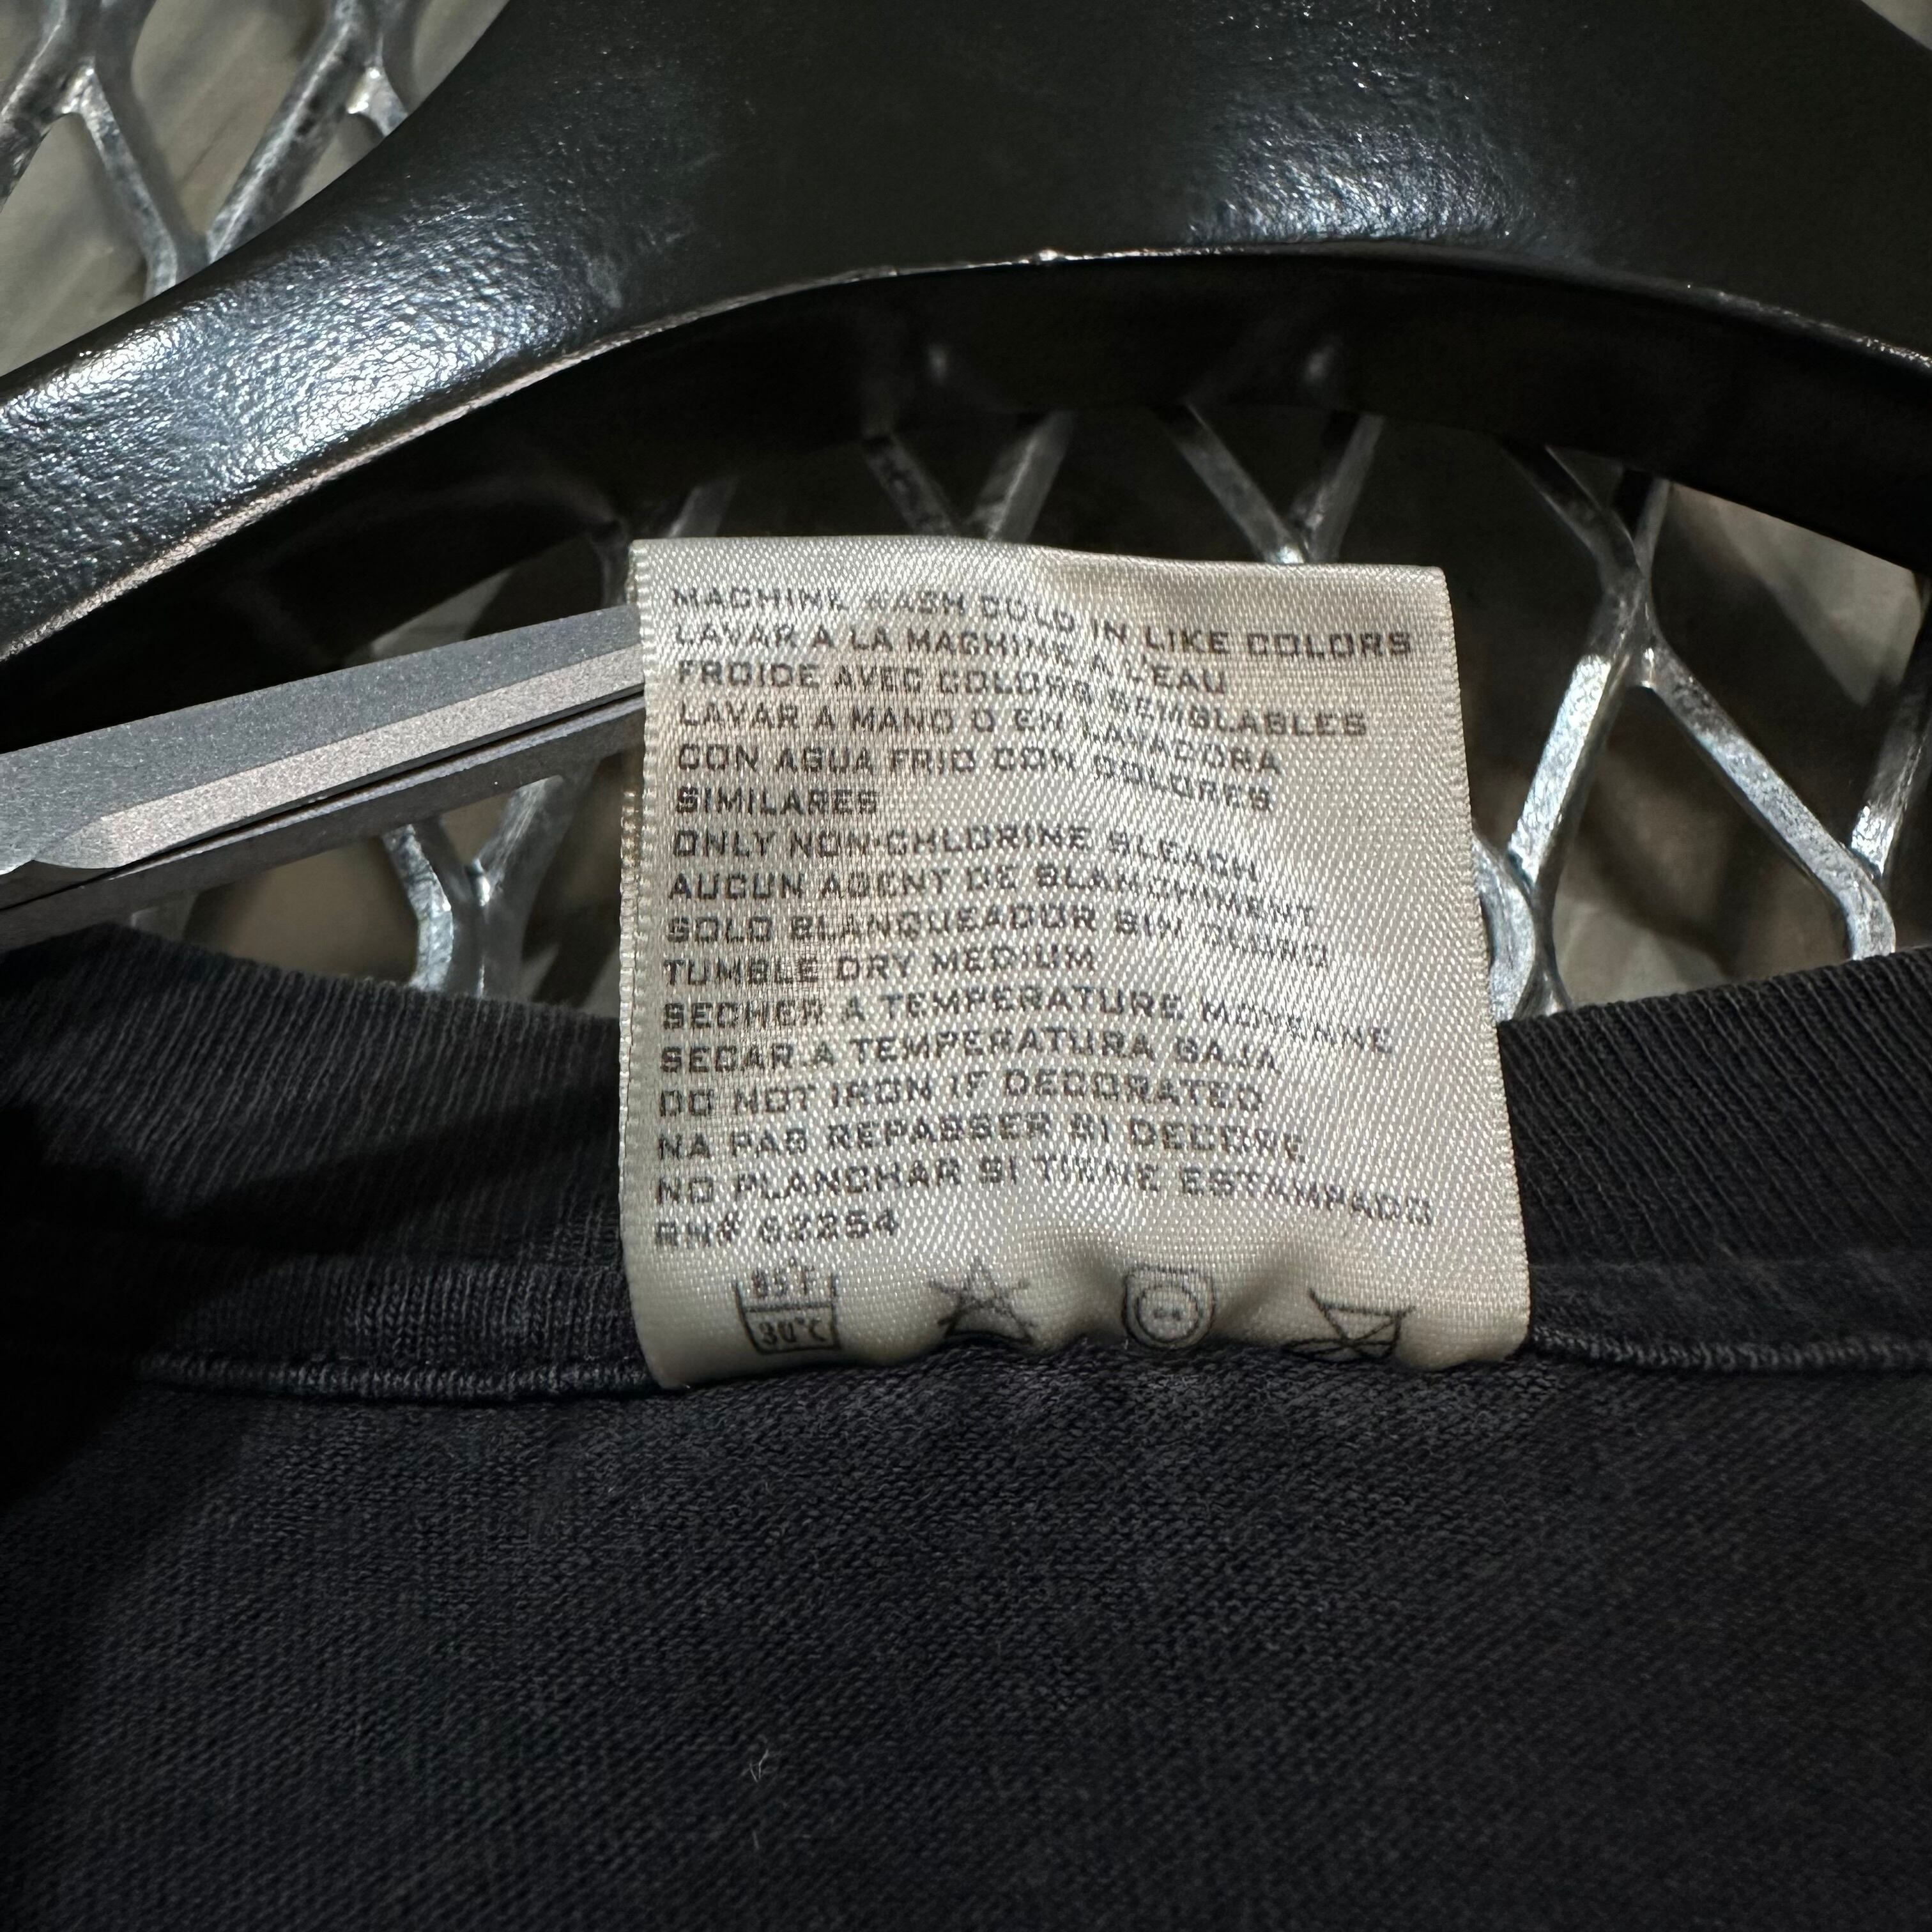 MACHINE WASH COLD IN LIKE COLORS
LAVAR A LA MACHINE A L'EAU
FROIDE AVEC COLORS SEMBLABLES
LAVAR A MANO O EN LAVADORA
CON AGUA FRIO CON COLORES
SIMILARES
ONLY NON-CHLORINE BLEACH
AUCUN AGENT DE BLANCHIMENT
SOLO BLANQUEADOR SIN CLORO
TUMBLE DRY MEDIUM
SECHER A TEMPERATURE MOYENNE
SECAR A TEMPERATURA BAJA
DO NOT IRON IF DECORATED
NA PAS REPASSER SI DECORE
NO PLANCHAR SI TIENE ESTAMPADO
RN# 62254
85°F
30°C